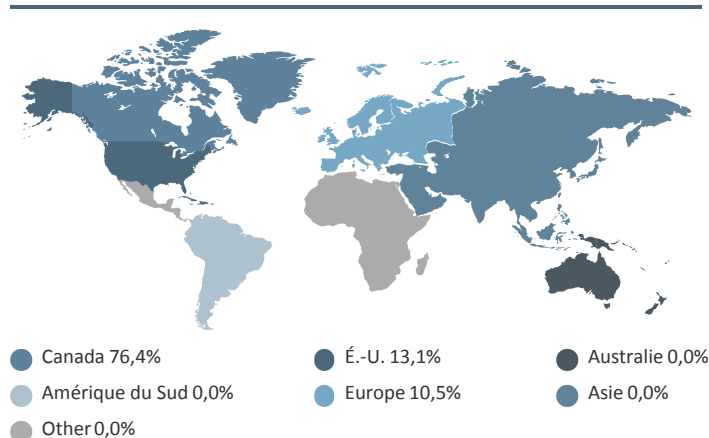 Canada 76,4% É.-U. 13,1% Australie 0,0%
Amérique du Sud 0,0% Europe 10,5% Asie 0,0%
Other 0,0%